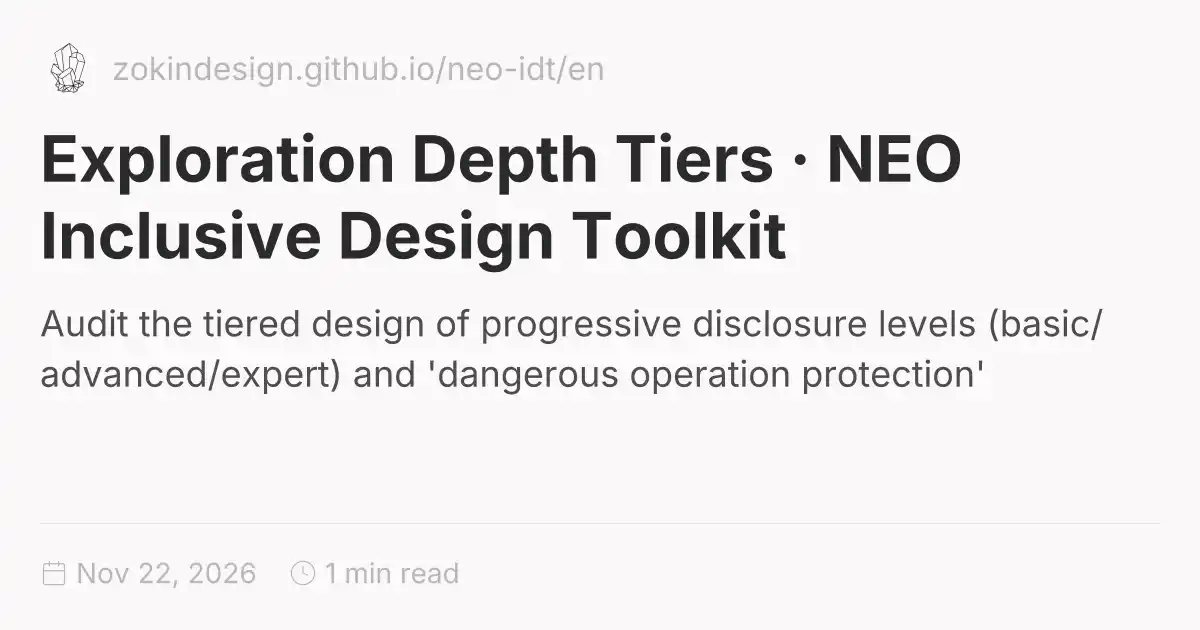 zokindesign.github.io/neo-idt/en
Exploration Depth Tiers · NEO
Inclusive Design Toolkit
Audit the tiered design of progressive disclosure levels (basic/
advanced/expert) and 'dangerous operation protection'
Nov 22, 2026 1 min read